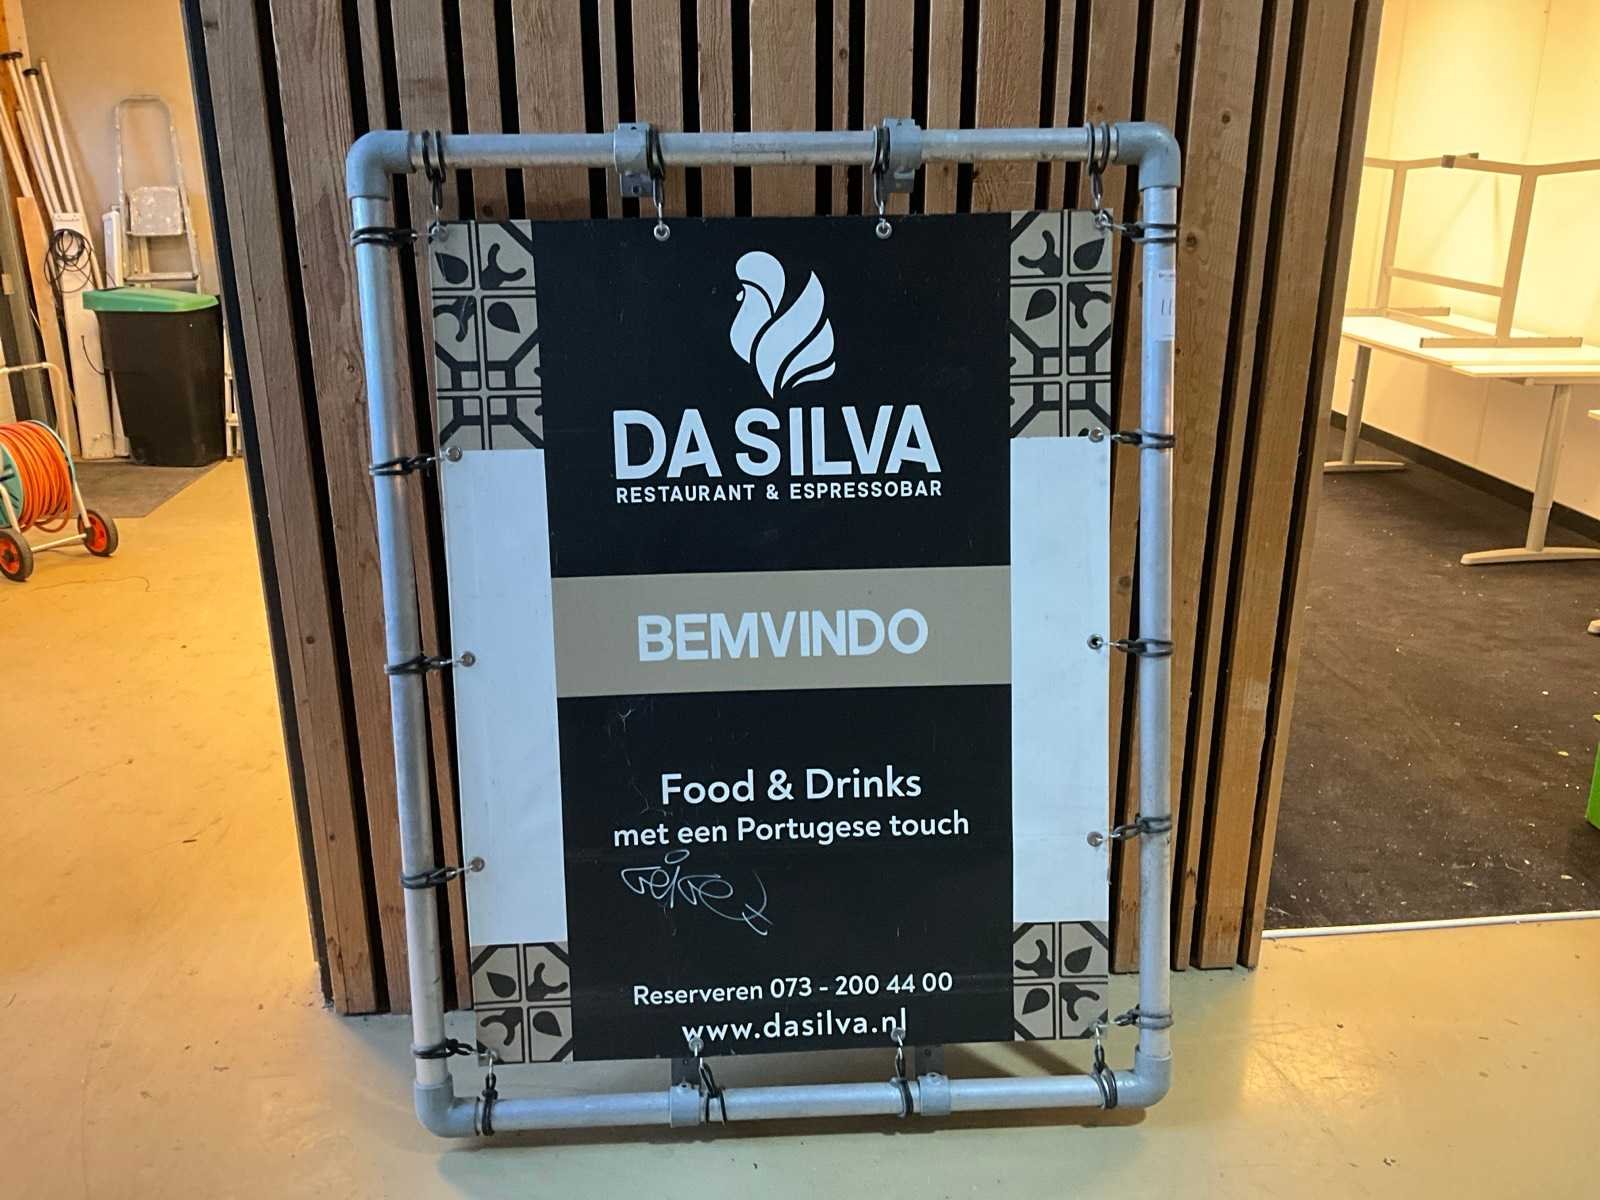 DA SILVA
RESTAURANT & ESPRESSOBAR
BEMVINDO
Food & Drinks
met een Portugese touch
Reserveren 073 - 200 44 00
www.dasilva.nl